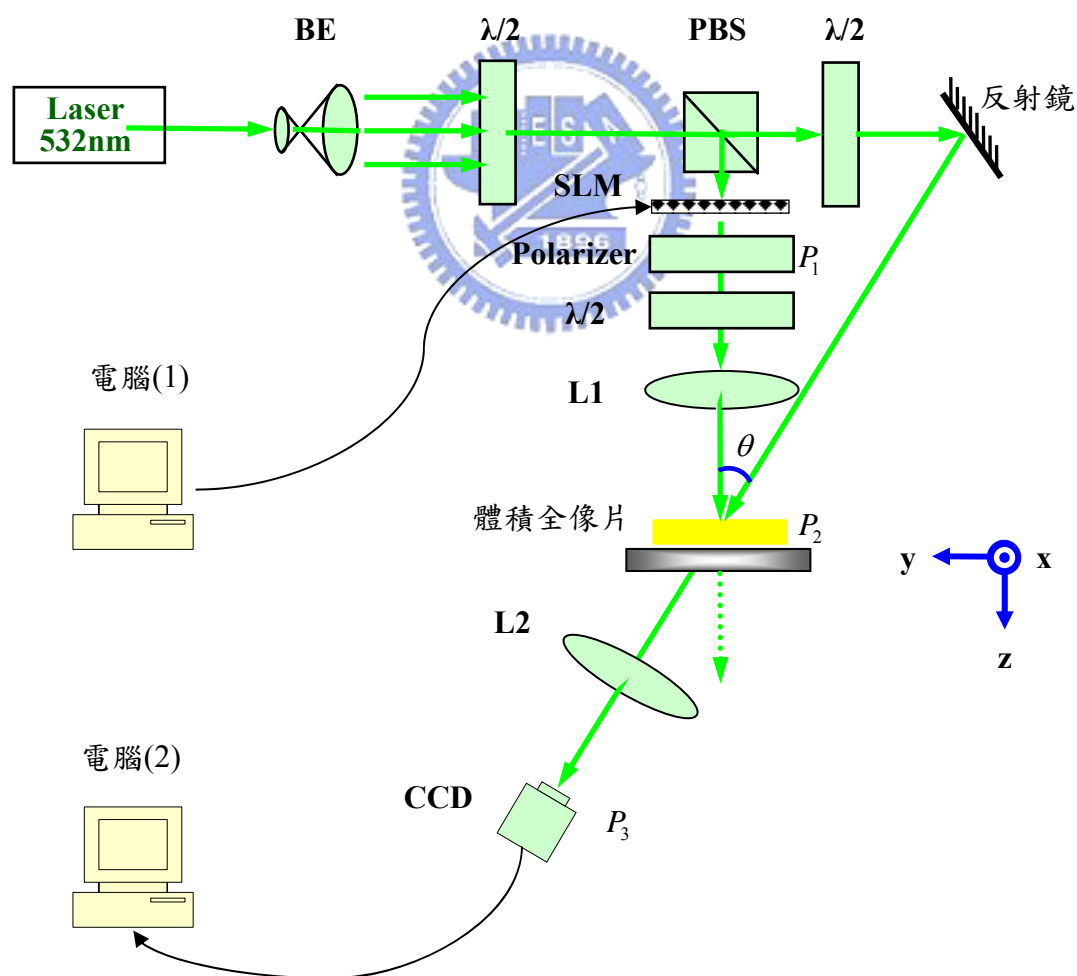 BE
λ/2
PBS
λ/2
Laser
532nm
反射鏡
SLM
1896
Polarizer
P1
λ/2
電腦(1)
L1
θ
體積全像片
P2
y
x
z
L2
電腦(2)
CCD
P3